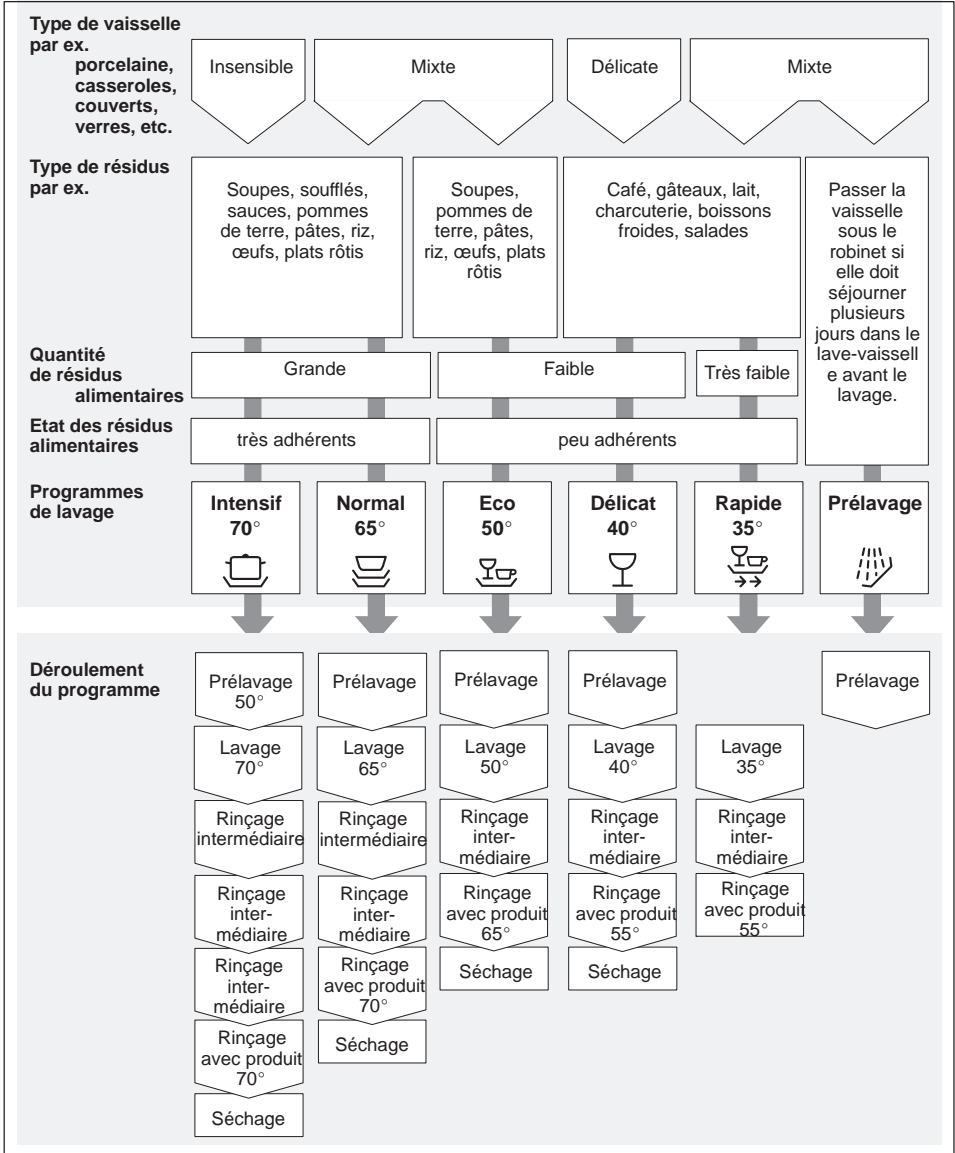 Type de vaisselle
par ex.
porcelaine,
casseroles,
couverts,
verres, etc.
Insensible
Mixte
Délicate
Mixte
Type de résidus
par ex.
Soupes, soufflés,
sauces, pommes
de terre, pâtes, riz,
œufs, plats rôtis
Soupes,
pommes de
terre, pâtes,
riz, œufs, plats
rôtis
Café, gâteaux, lait,
charcuterie, boissons
froides, salades
Passer la
vaisselle
sous le
robinet si
elle doit
séjourner
plusieurs
jours dans le
lave-vaissell
e avant le
lavage.
Quantité
de résidus
alimentaires
Grande
Faible
Très faible
Etat des résidus
alimentaires
très adhérents
peu adhérents
Programmes
de lavage
Intensif
70°
Normal
65°
Eco
50°
Délicat
40°
Rapide
35°
Prélavage
Déroulement
du programme
Prélavage
50°
Lavage
70°
Rinçage
intermédiaire
Rinçage
inter-
médiaire
Rinçage
inter-
médiaire
Rinçage
avec produit
70°
Séchage
Prélavage
Lavage
65°
Rinçage
intermédiaire
Rinçage
inter-
médiaire
Rinçage
avec produit
70°
Séchage
Prélavage
Lavage
50°
Rinçage
inter-
médiaire
Rinçage
avec produit
65°
Séchage
Prélavage
Lavage
40°
Rinçage
inter-
médiaire
Rinçage
avec produit
55°
Séchage
Lavage
35°
Rinçage
inter-
médiaire
Rinçage
avec produit
55°
Prélavage